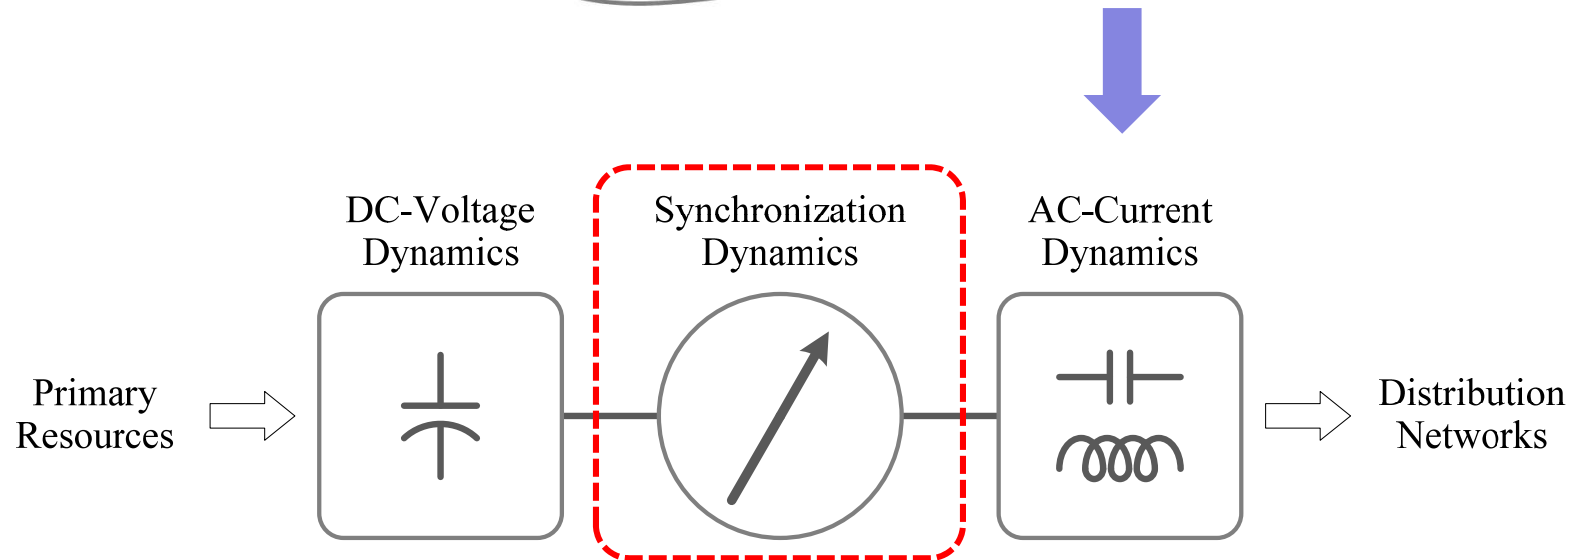 DC-Voltage
Dynamics
Synchronization
Dynamics
AC-Current
Dynamics
Primary
Resources
Distribution
Networks